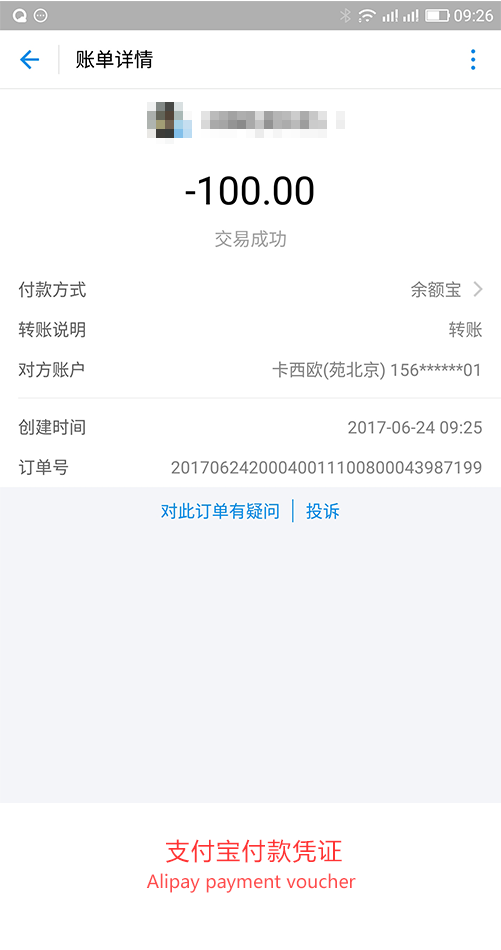 09:26
账单详情
-100.00
交易成功
付款方式 余额宝
转账说明 转账
对方账户 卡西欧(苑北京) 156******01
创建时间 2017-06-24 09:25
订单号 20170624200040011100800043987199
对此订单有疑问 | 投诉
支付宝付款凭证
Alipay payment voucher